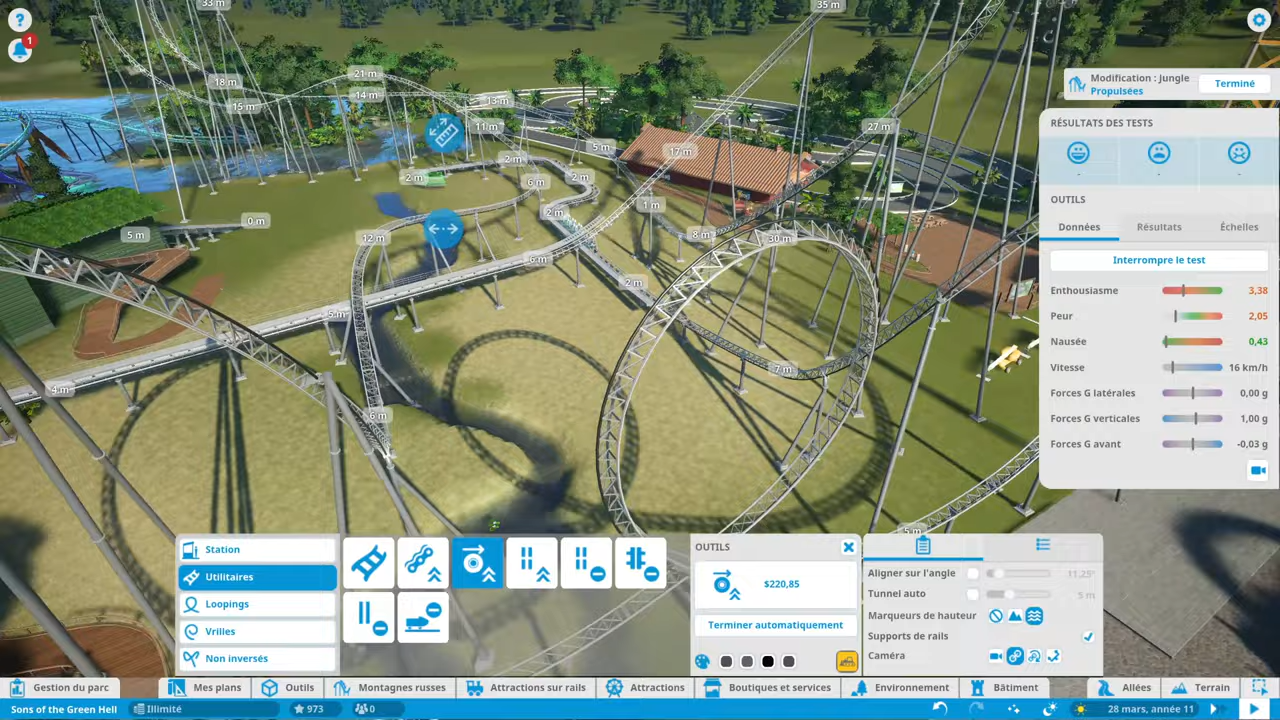 ?
1
33 m
35 m
21 m
18 m
14 m
15 m
13 m
11 m
27 m
5 m
17 m
2 m
2 m
6 m
2 m
1 m
2 m
0 m
5 m
12 m
8 m
30 m
6 m
2 m
5 m
7 m
4 m
6 m
5 m
Modification : Jungle
Propulsées
Terminé
RÉSULTATS DES TESTS
-
-
-
OUTILS
Données
Résultats
Échelles
Interrompre le test
Enthousiasme 3,38
Peur 2,05
Nausée 0,43
Vitesse 16 km/h
Forces G latérales 0,00 g
Forces G verticales 1,00 g
Forces G avant -0,03 g
Station
Utilitaires
Loopings
Vrilles
Non inversés
OUTILS
$220,85
Terminer automatiquement
Aligner sur l'angle 11,25°
Tunnel auto 5 m
Marqueurs de hauteur
Supports de rails
Caméra
Gestion du parc
Mes plans
Outils
Montagnes russes
Attractions sur rails
Attractions
Boutiques et services
Environnement
Bâtiment
Allées
Terrain
Sons of the Green Hell
Illimité
973
0
28 mars, année 11